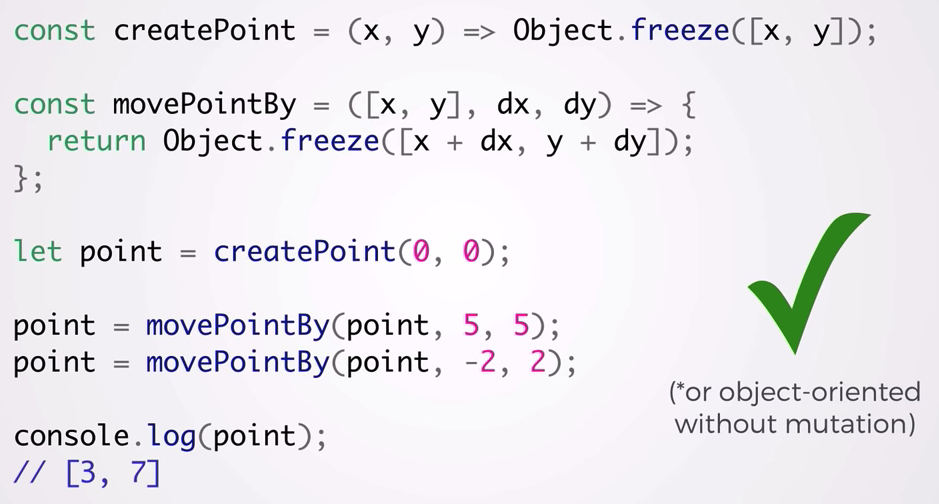 const createPoint = (x, y) => Object.freeze([x, y]);
const movePointBy = ([x, y], dx, dy) => {
  return Object.freeze([x + dx, y + dy]);
};
let point = createPoint(0, 0);
point = movePointBy(point, 5, 5);
point = movePointBy(point, -2, 2);
(*or object-oriented
without mutation)
console.log(point);
// [3, 7]